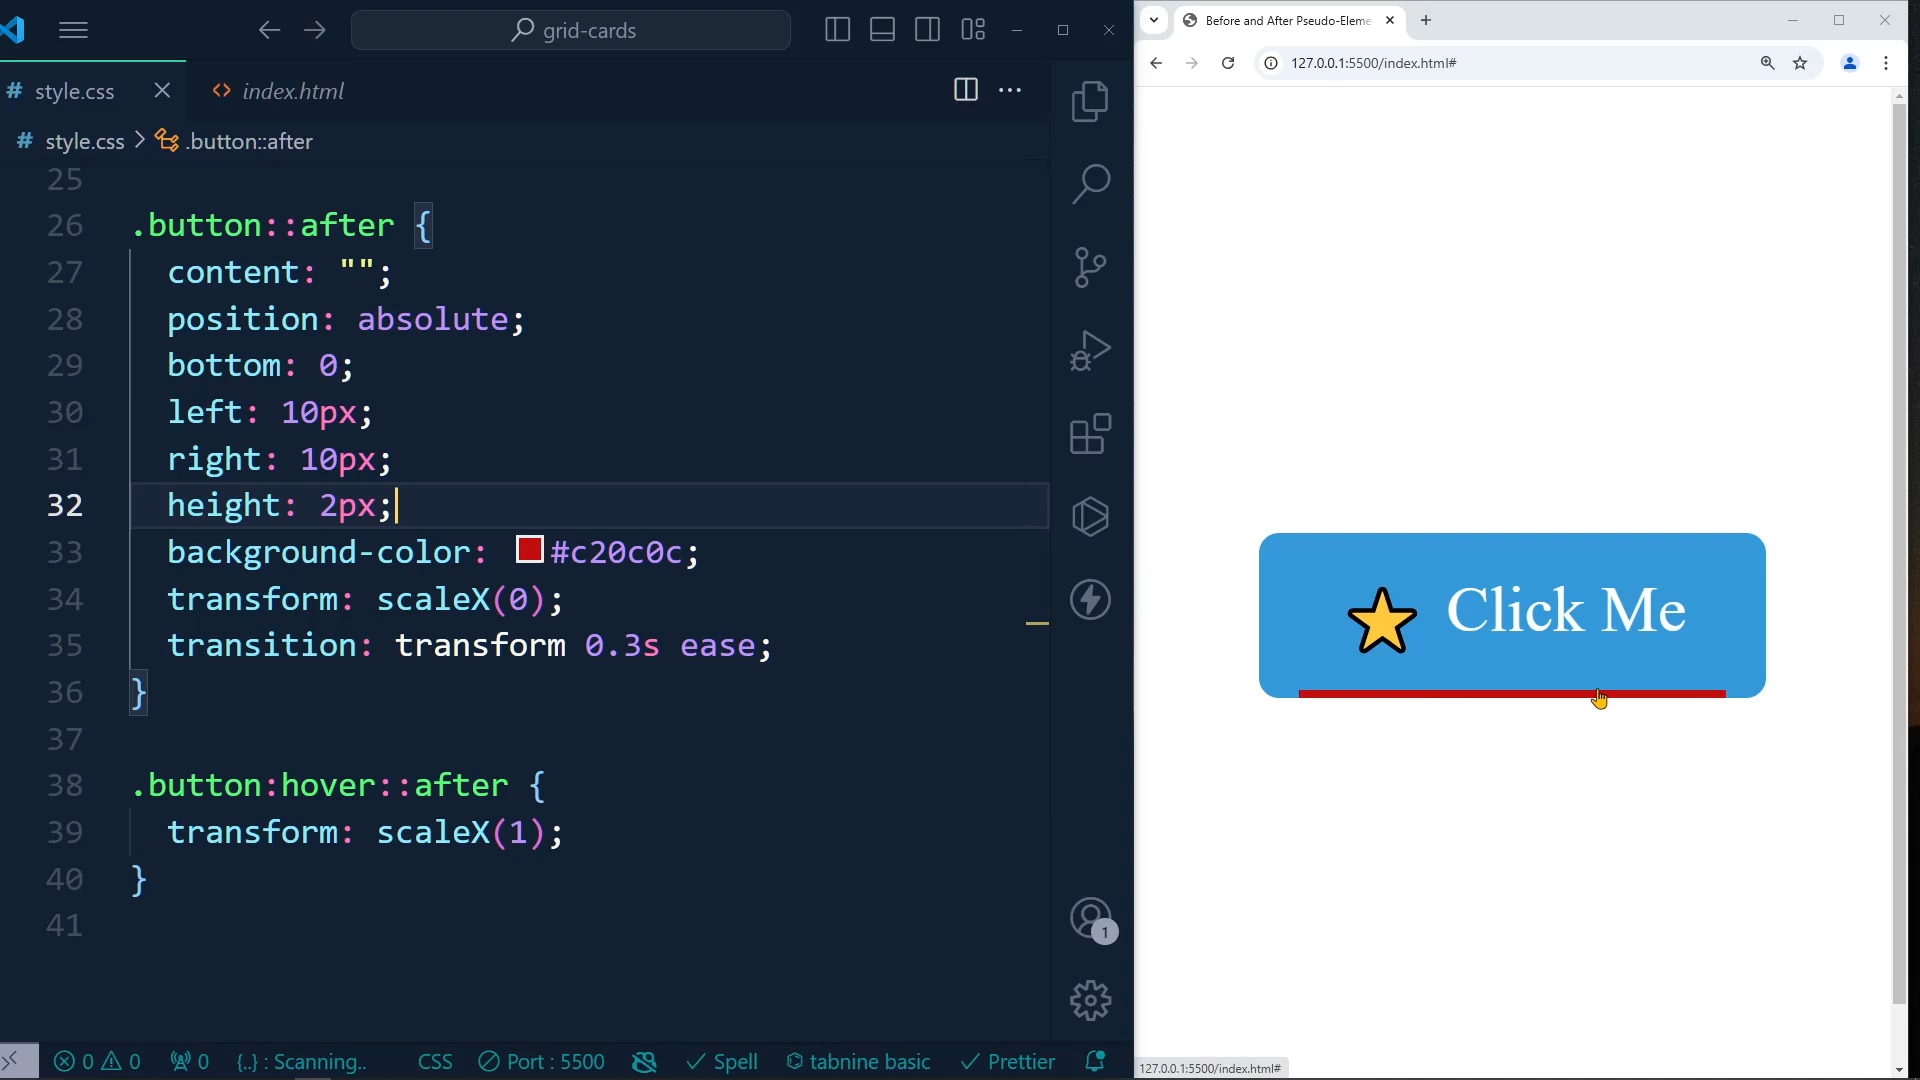 grid-cards
# style.css
<> index.html
# style.css > .button::after
25
26 .button::after {
27 content: "";
28 position: absolute;
29 bottom: 0;
30 left: 10px;
31 right: 10px;
32 height: 2px;
33 background-color: #c20c0c;
34 transform: scaleX(0);
35 transition: transform 0.3s ease;
36 }
37
38 .button:hover::after {
39 transform: scaleX(1);
40 }
41
1
0 0 0 {..} : Scanning.. CSS Port : 5500 Spell tabnine basic Prettier
Before and After Pseudo-Eleme
127.0.0.1:5500/index.html#
Click Me
127.0.0.1:5500/index.html#